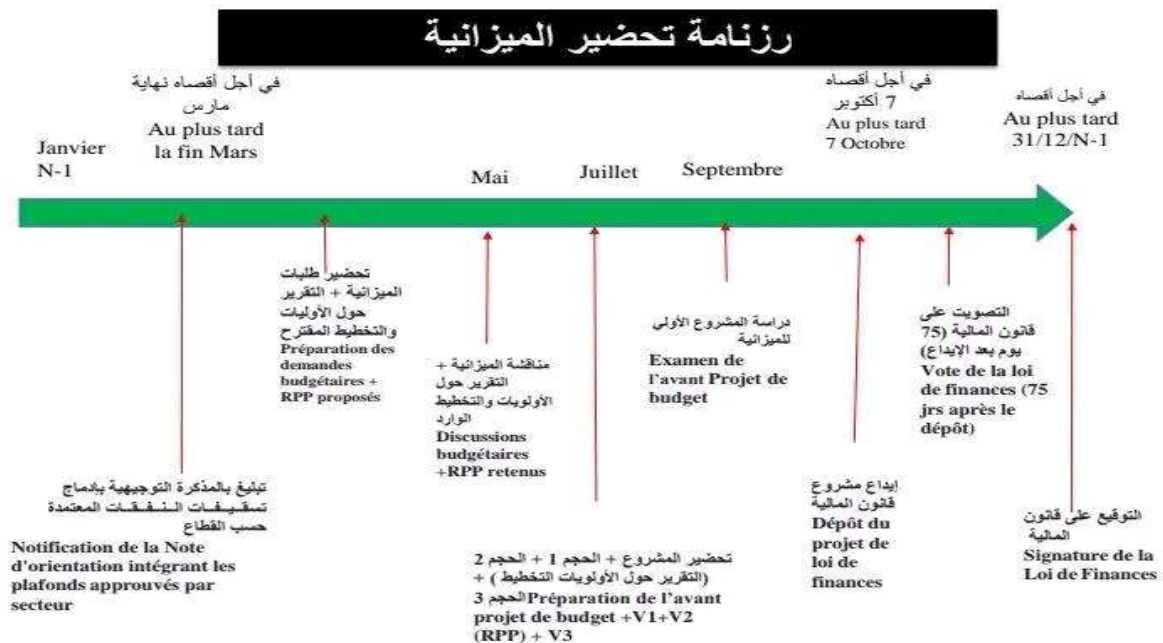 رزنامة تحضير الميزانية
Janvier
N-1
في أجل أقصاه نهاية
مارس
Au plus tard
la fin Mars
Mai
Juillet
Septembre
في أجل أقصاه
7 أكتوبر
Au plus tard
7 Octobre
في أجل أقصاه
Au plus tard
31/12/N-1
تبليغ بالمذكرة التوجيهية بإدماج
تسقيفات النفقات المعتمدة
حسب القطاع
Notification de la Note
d'orientation intégrant les
plafonds approuvés par
secteur
تحضير طلبات
الميزانية + التقرير
حول الأوليات
والتخطيط المقترح
Préparation des
demandes
budgétaires +
RPP proposés
مناقشة الميزانية +
التقرير حول
الأولويات والتخطيط
الوارد
Discussions
budgétaires
+RPP retenus
تحضير المشروع + الحجم 1 + الحجم 2
(التقرير حول الأولويات التخطيط ) +
الحجم 3 Préparation de l’avant
projet de budget +V1+V2
(RPP) + V3
دراسة المشروع الأولي
للميزانية
Examen de
l’avant Projet de
budget
إيداع مشروع
قانون المالية
Dépôt du
projet de
loi de
finances
التصويت على
قانون المالية (75
يوم بعد الإيداع)
Vote de la loi
de finances (75
jrs après le
dépôt)
التوقيع على قانون
المالية
Signature de la
Loi de Finances